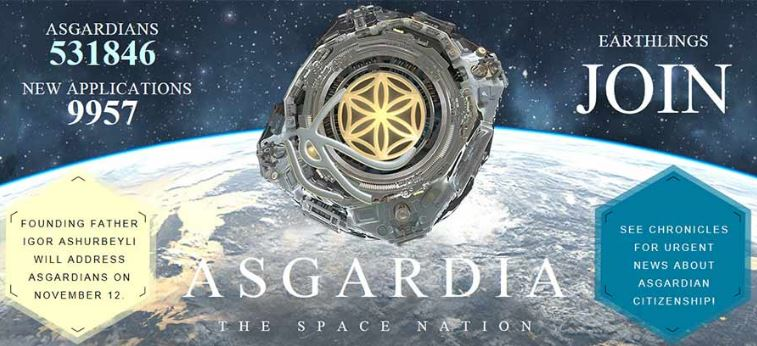 ASGARDIANS
531846
NEW APPLICATIONS
9957
EARTHLINGS
JOIN
FOUNDING FATHER
IGOR ASHURBEYLI
WILL ADDRESS
ASGARDIANS ON
NOVEMBER 12.
SEE CHRONICLES
FOR URGENT
NEWS ABOUT
ASGARDIAN
CITIZENSHIP!
ASGARDIA
THE SPACE NATION